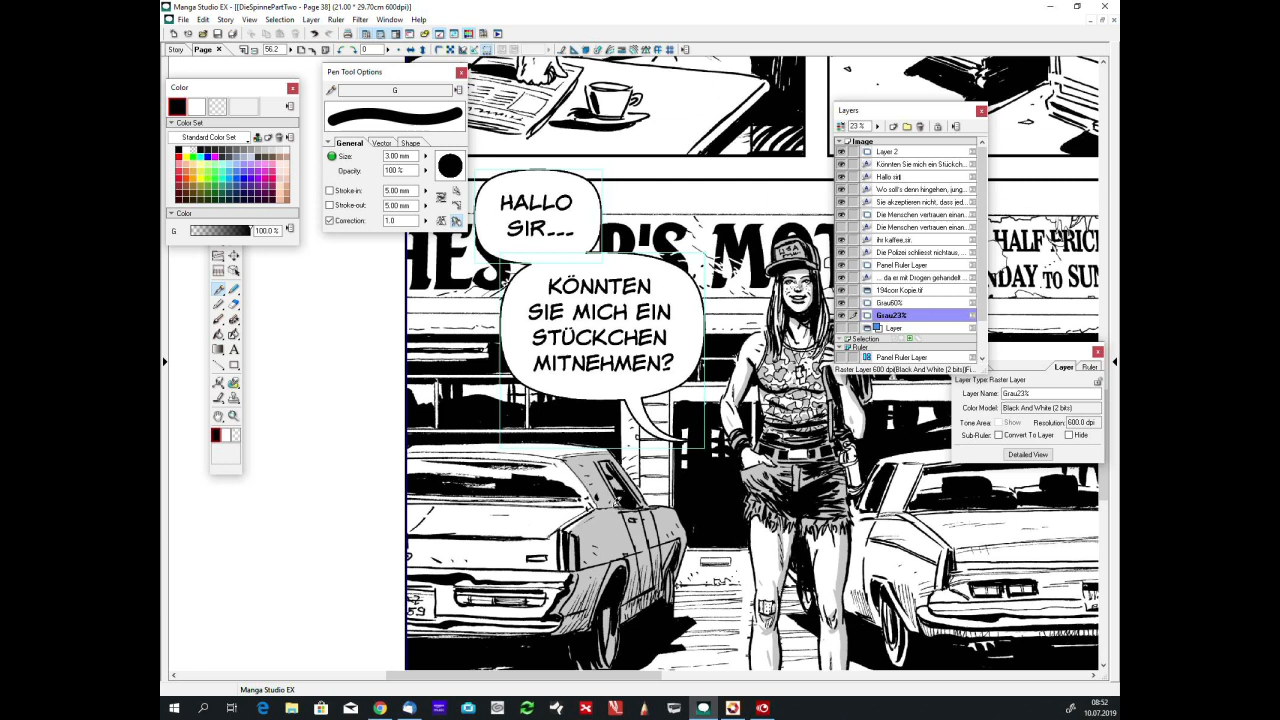 Manga Studio EX - [[DieSpinnePartTwo - Page 38] (21.00 * 29.70cm 600dpi)]
File Edit Story View Selection Layer Ruler Filter Window Help
Story Page 56.2 0
Color
Color Set
Standard Color Set
Color
G 100.0 %
Pen Tool Options
G
General Vector Shape
Size: 3.00 mm
Opacity: 100 %
Stroke-in: 5.00 mm
Stroke-out: 5.00 mm
Correction: 1.0
HALLO
SIR...
KÖNNTEN
SIE MICH EIN
STÜCKCHEN
MITNEHMEN?
HALF PRICE
Layers
23 %
Image
Layer 2
Könnten Sie mich ein Stückch...
Hallo sir
Wo soll's denn hingehen, jung...
Sie akzeptieren nicht, dass jed...
Die Menschen vertrauen einan...
Die Menschen vertrauen einan...
ihr kaffee,sir.
Die Polizei schliesst nichtaus, ...
Panel Ruler Layer
... da er mit Drogen gehandelt ...
194con Kopie.tif
Grau60%
Grau23%
Layer
Selection
Ruler
Panel Ruler Layer
Raster Layer 600 dpi[Black And White (2 bits)]Fi...
Layer Ruler
Layer Type: Raster Layer
Layer Name: Grau23%
Color Model: Black And White (2 bits)
Tone Area: Show Resolution: 600.0 dpi
Sub-Ruler: Convert To Layer Hide
Detailed View
Manga Studio EX
08:52
10.07.2019